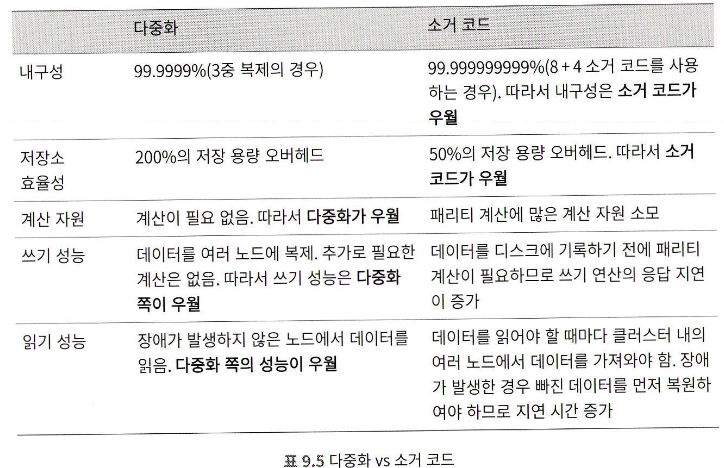 다중화 소거 코드
내구성 99.9999%(3중 복제의 경우) 99.999999999%(8 + 4 소거 코드를 사용
하는 경우). 따라서 내구성은 소거 코드가
우월
저장소 200%의 저장 용량 오버헤드 50%의 저장 용량 오버헤드. 따라서 소거
효율성 코드가 우월
계산 자원 계산이 필요 없음. 따라서 다중화가 우월 패리티 계산에 많은 계산 자원 소모
쓰기 성능 데이터를 여러 노드에 복제. 추가로 필요한 데이터를 디스크에 기록하기 전에 패리티
계산은 없음. 따라서 쓰기 성능은 다중화 계산이 필요하므로 쓰기 연산의 응답 지연
쪽이 우월 이 증가
읽기 성능 장애가 발생하지 않은 노드에서 데이터를 데이터를 읽어야 할 때마다 클러스터 내의
읽음. 다중화 쪽의 성능이 우월 여러 노드에서 데이터를 가져와야 함. 장애
가 발생한 경우 빠진 데이터를 먼저 복원하
여야 하므로 지연 시간 증가
표 9.5 다중화 vs 소거 코드